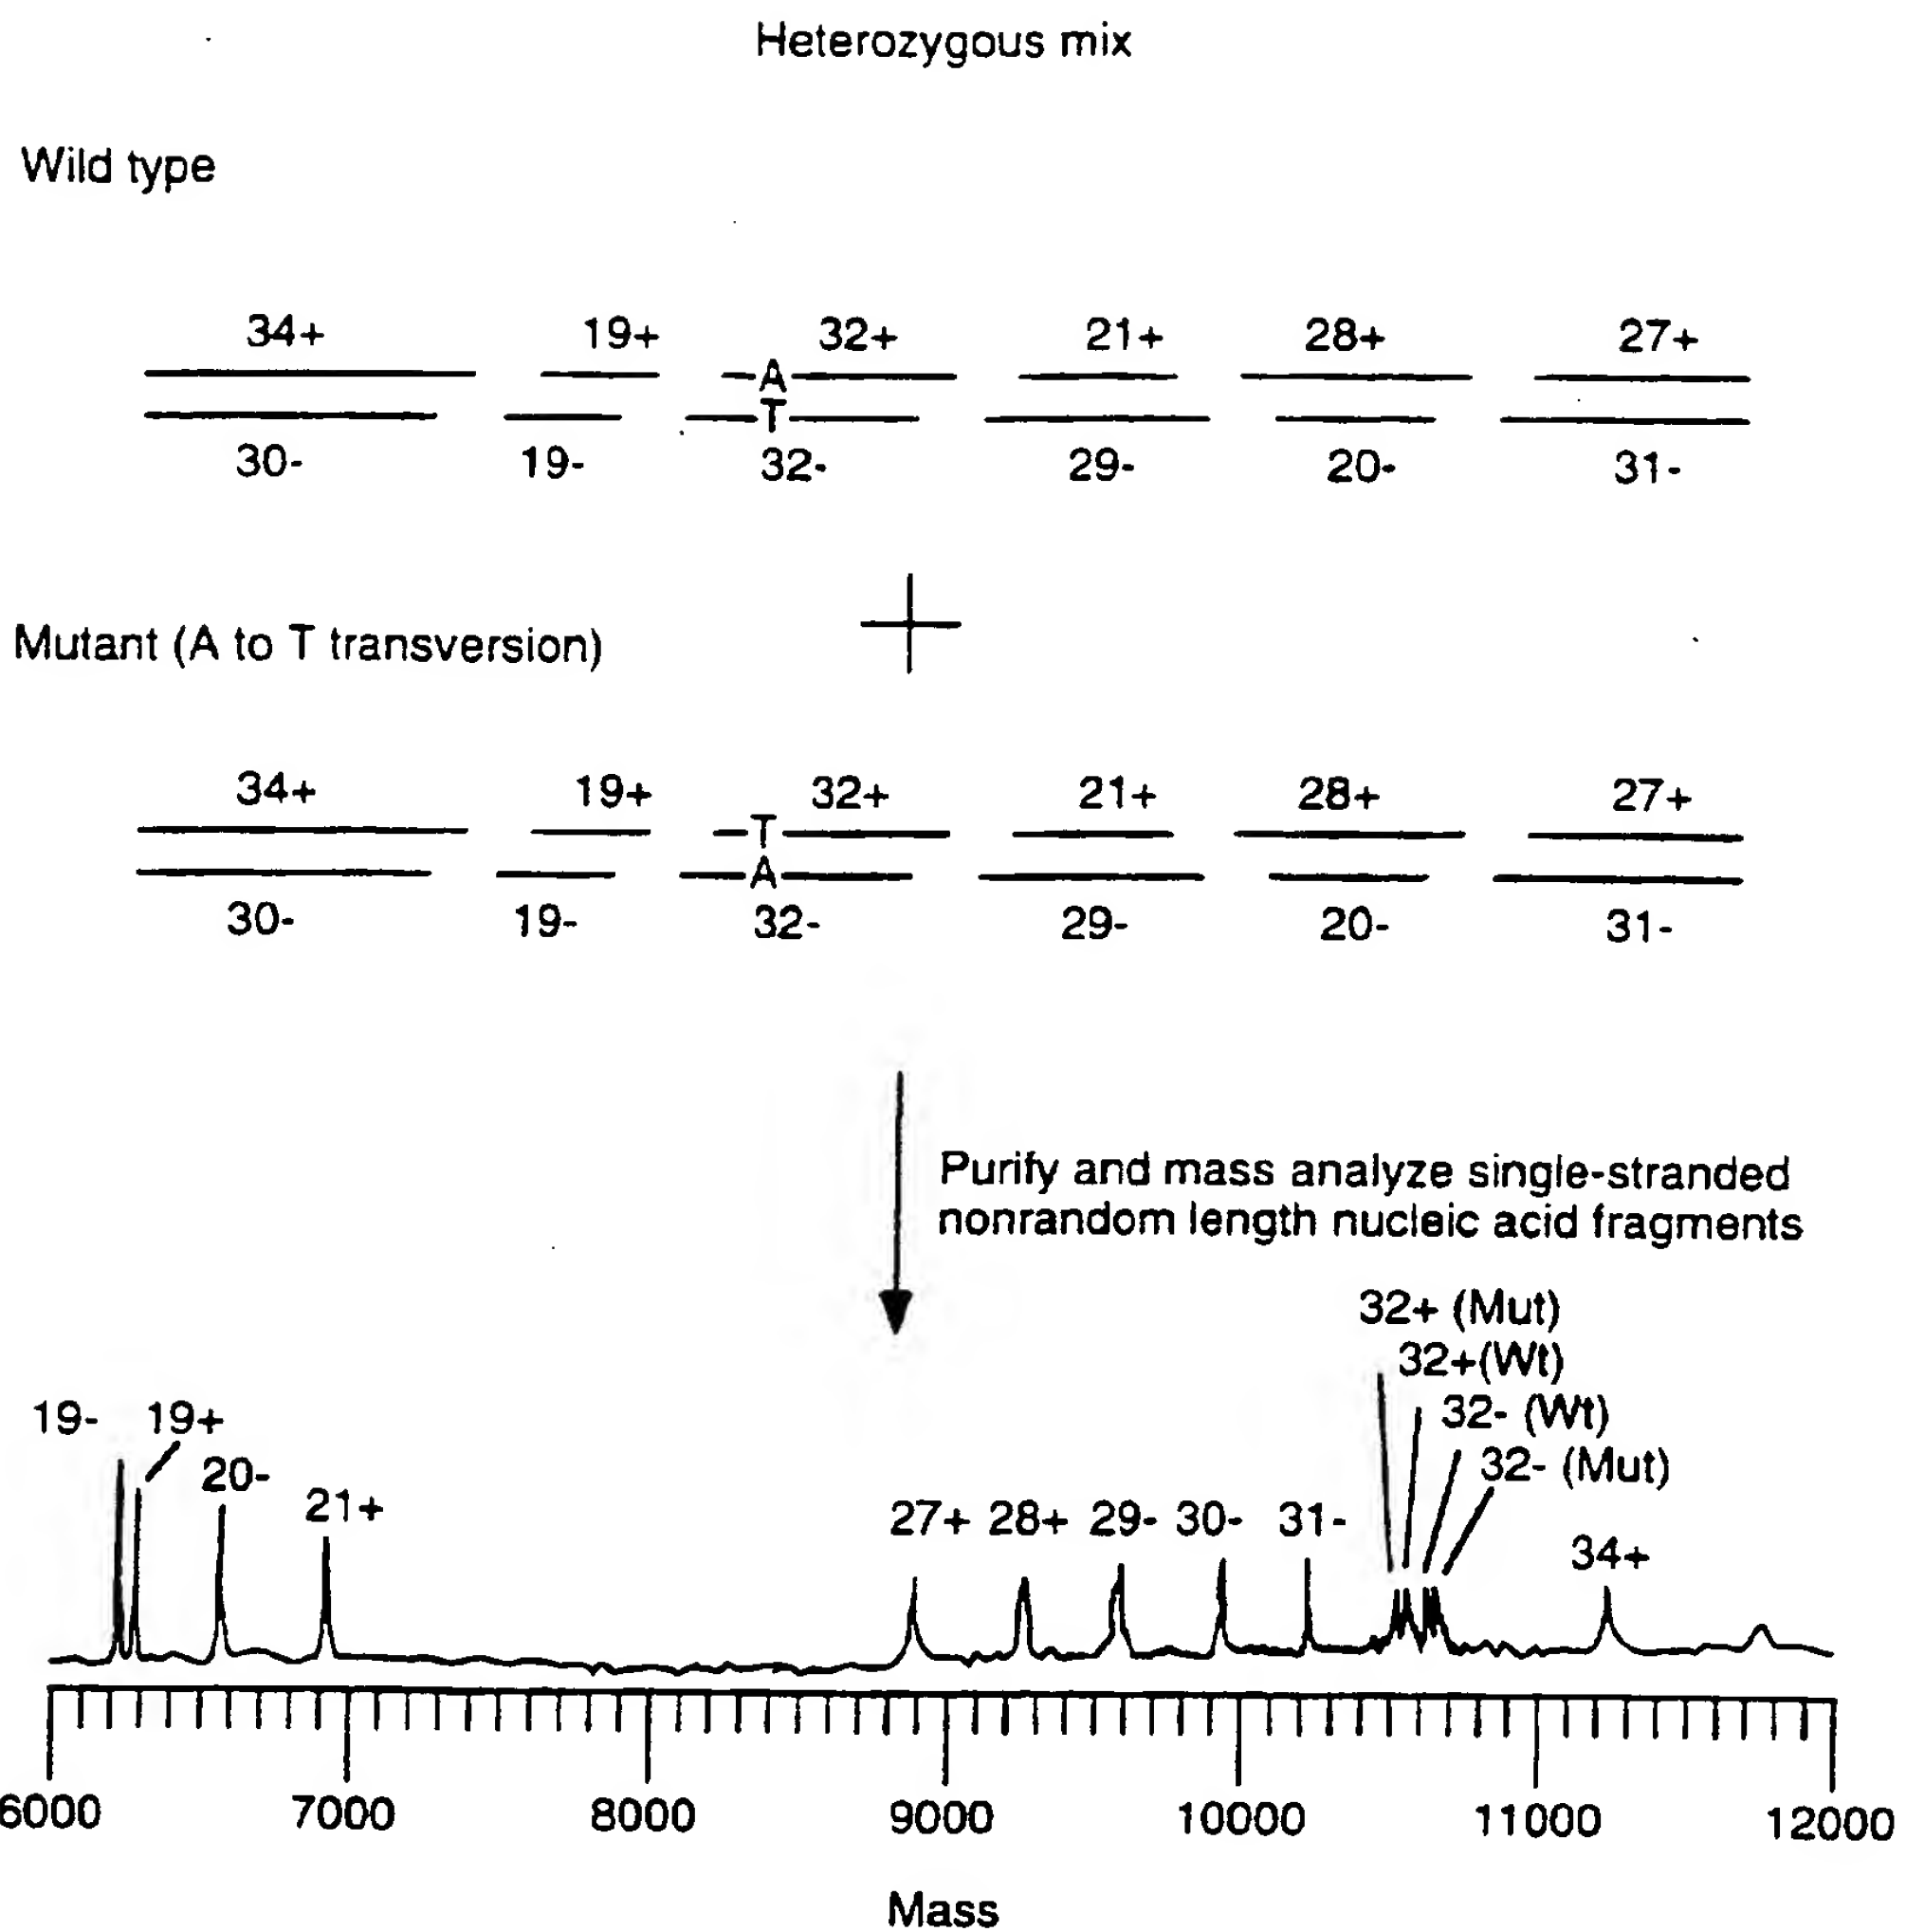 Heterozygous mix
Wild type
34+ 19+ 32+ 21+ 28+ 27+
A
T
30- 19- 32- 29- 20- 31-
Mutant (A to T transversion)
34+ 19+ 32+ 21+ 28+ 27+
T
A
30- 19- 32- 29- 20- 31-
Purify and mass analyze single-stranded
nonrandom length nucleic acid fragments
32+ (Mut)
32+(Wt)
32- (Wt)
32- (Mut)
19- 19+
20-
21+
27+ 28+ 29- 30- 31-
34+
6000 7000 8000 9000 10000 11000 12000
Mass